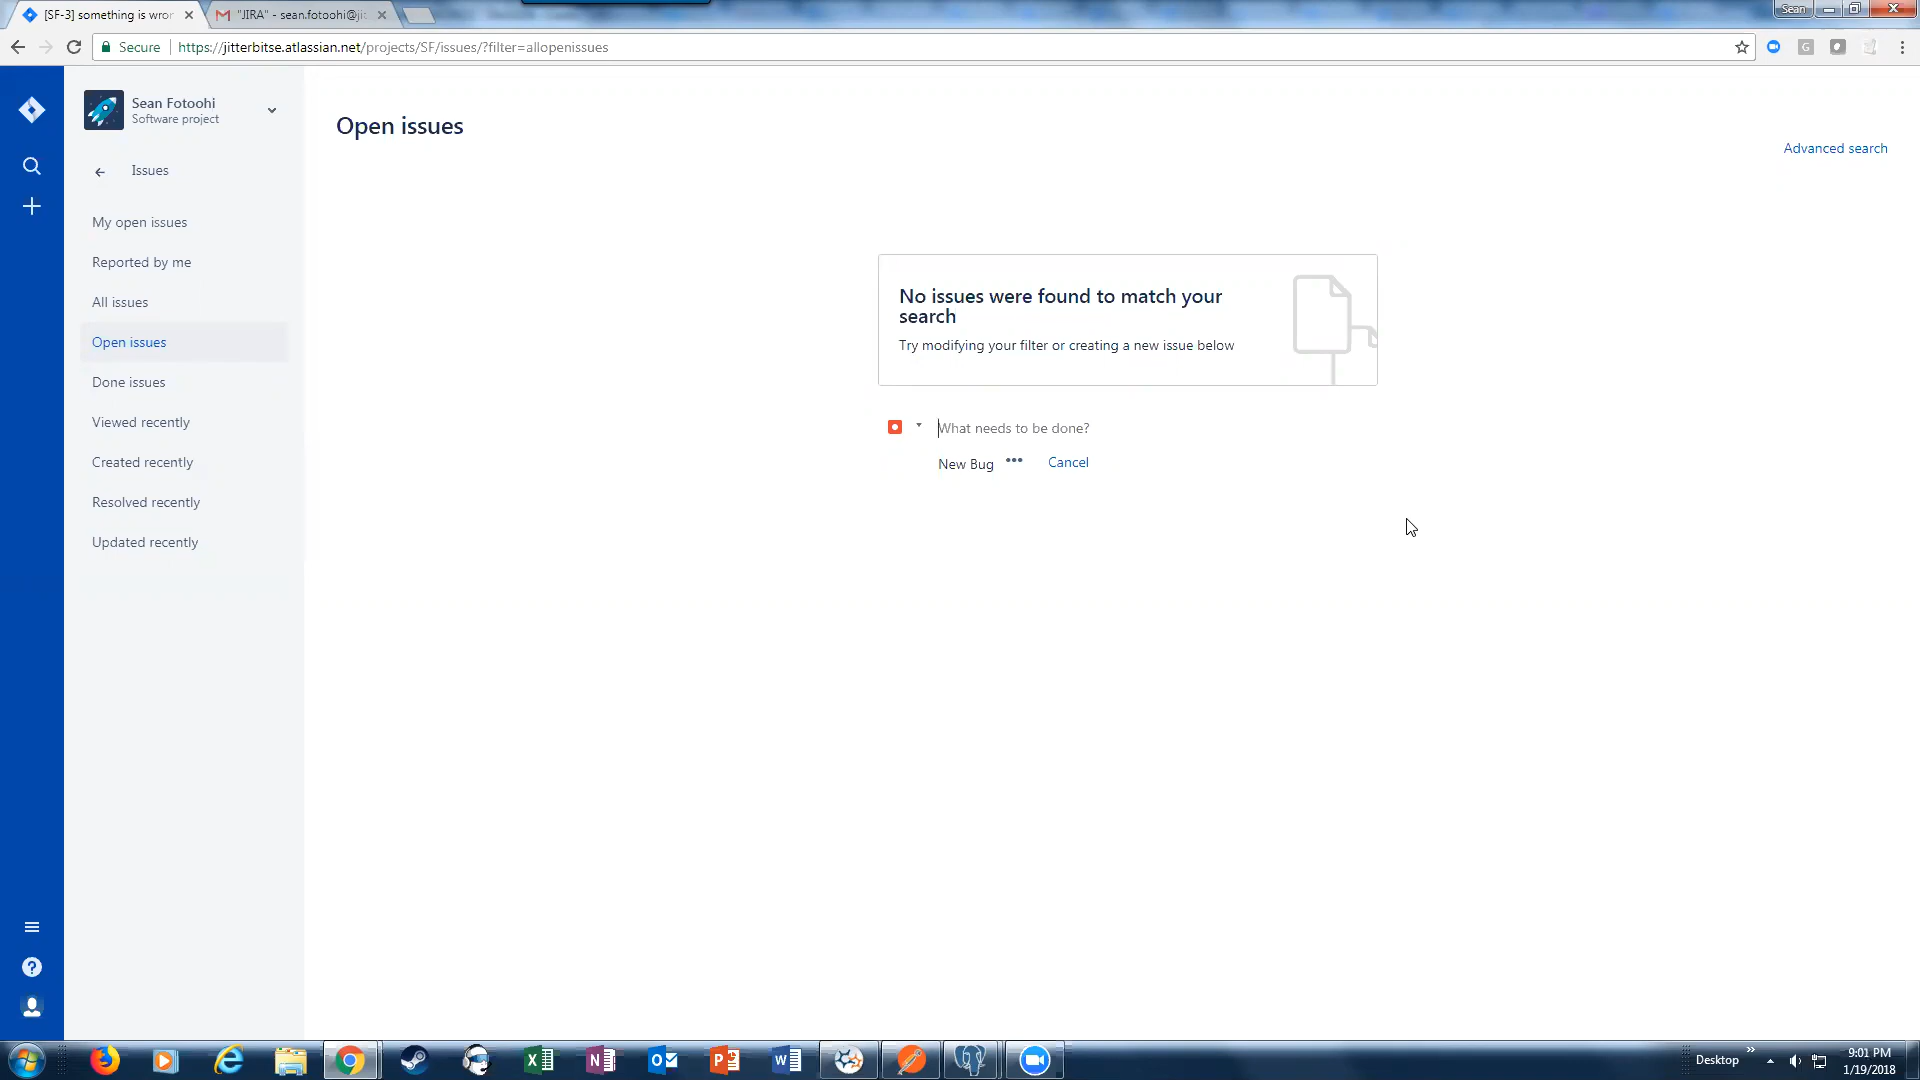 [SF-3] something is wror
"JIRA" - sean.fotoohi@jit
Sean
Secure
https://jitterbitse.atlassian.net/projects/SF/issues/?filter=allopenissues
Sean Fotoohi
Software project
Issues
My open issues
Reported by me
All issues
Open issues
Done issues
Viewed recently
Created recently
Resolved recently
Updated recently
Open issues
Advanced search
No issues were found to match your
search
Try modifying your filter or creating a new issue below
What needs to be done?
New Bug
Cancel
Desktop
9:01 PM
1/19/2018